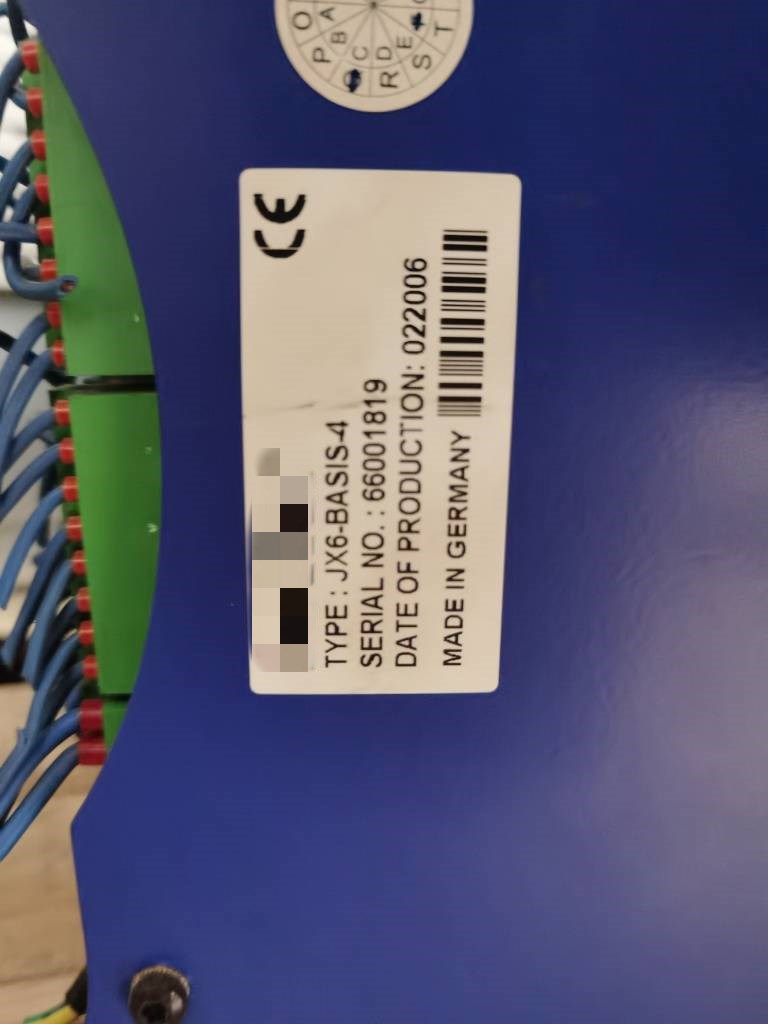 CE
TYPE : JX6-BASIS-4
SERIAL NO. : 66001819
DATE OF PRODUCTION: 022006
MADE IN GERMANY
O P Q R S T
A B C D E